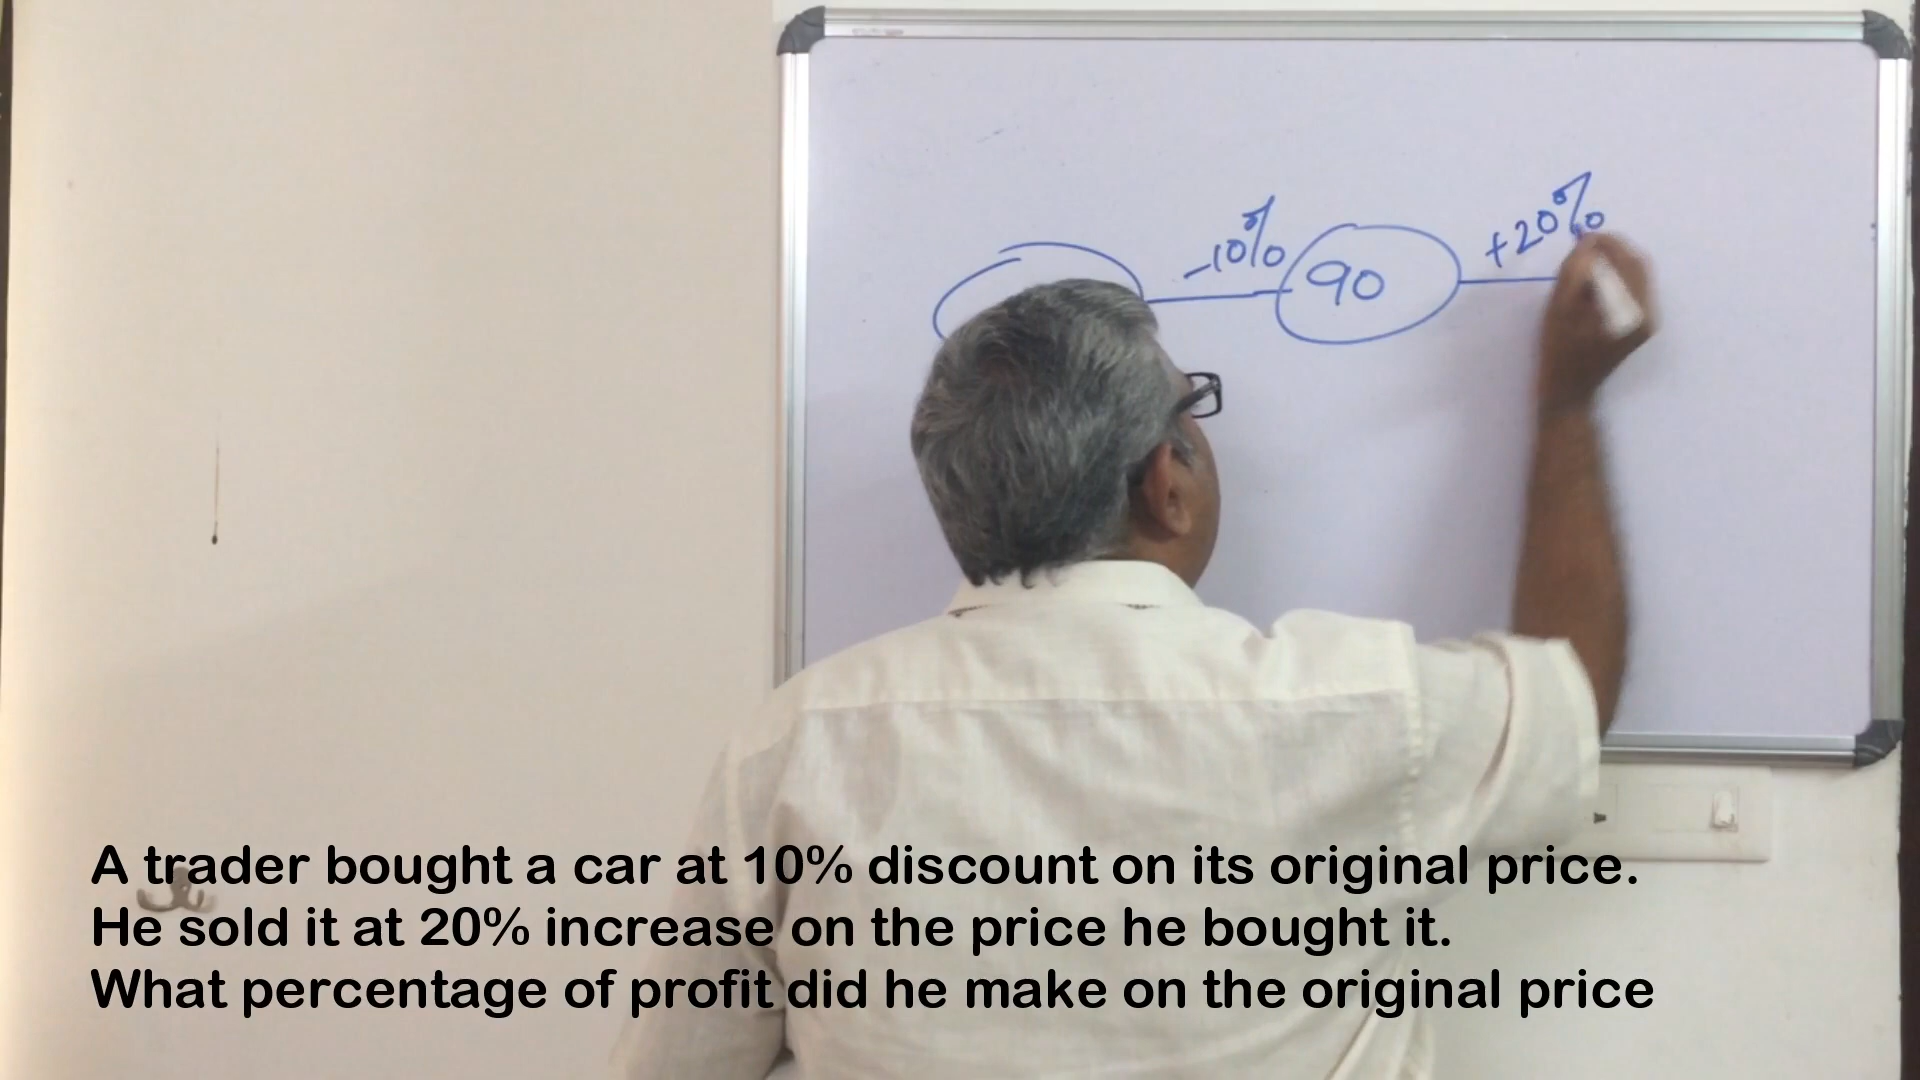 -10%
90
+20%
A trader bought a car at 10% discount on its original price.
He sold it at 20% increase on the price he bought it.
What percentage of profit did he make on the original price